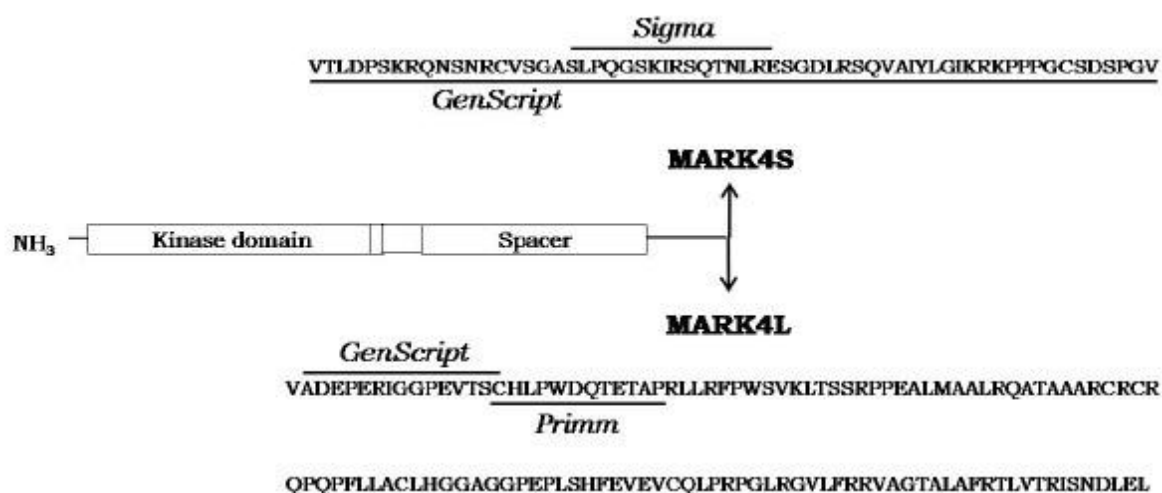 Sigma
VTLDPSKRQNSNRCVSGASLPQGSKIRSQTNLRESGDLRSQVAIYLGIKRKPPPGCSDSPGV
GenScript
MARK4S
NH₃ Kinase domain Spacer
MARK4L
GenScript
VADEPERIGGPEVTSCHLPWDQTETAPRLLRFPWSVKLTSSRPPEALMAALRQATAAARCRCR
Primm
QPQPFLLACLHGGAGGPEPLSHFEVEVCQLPRPGLRGVLFRRVAGTALAFRTLVTRISNDLEL